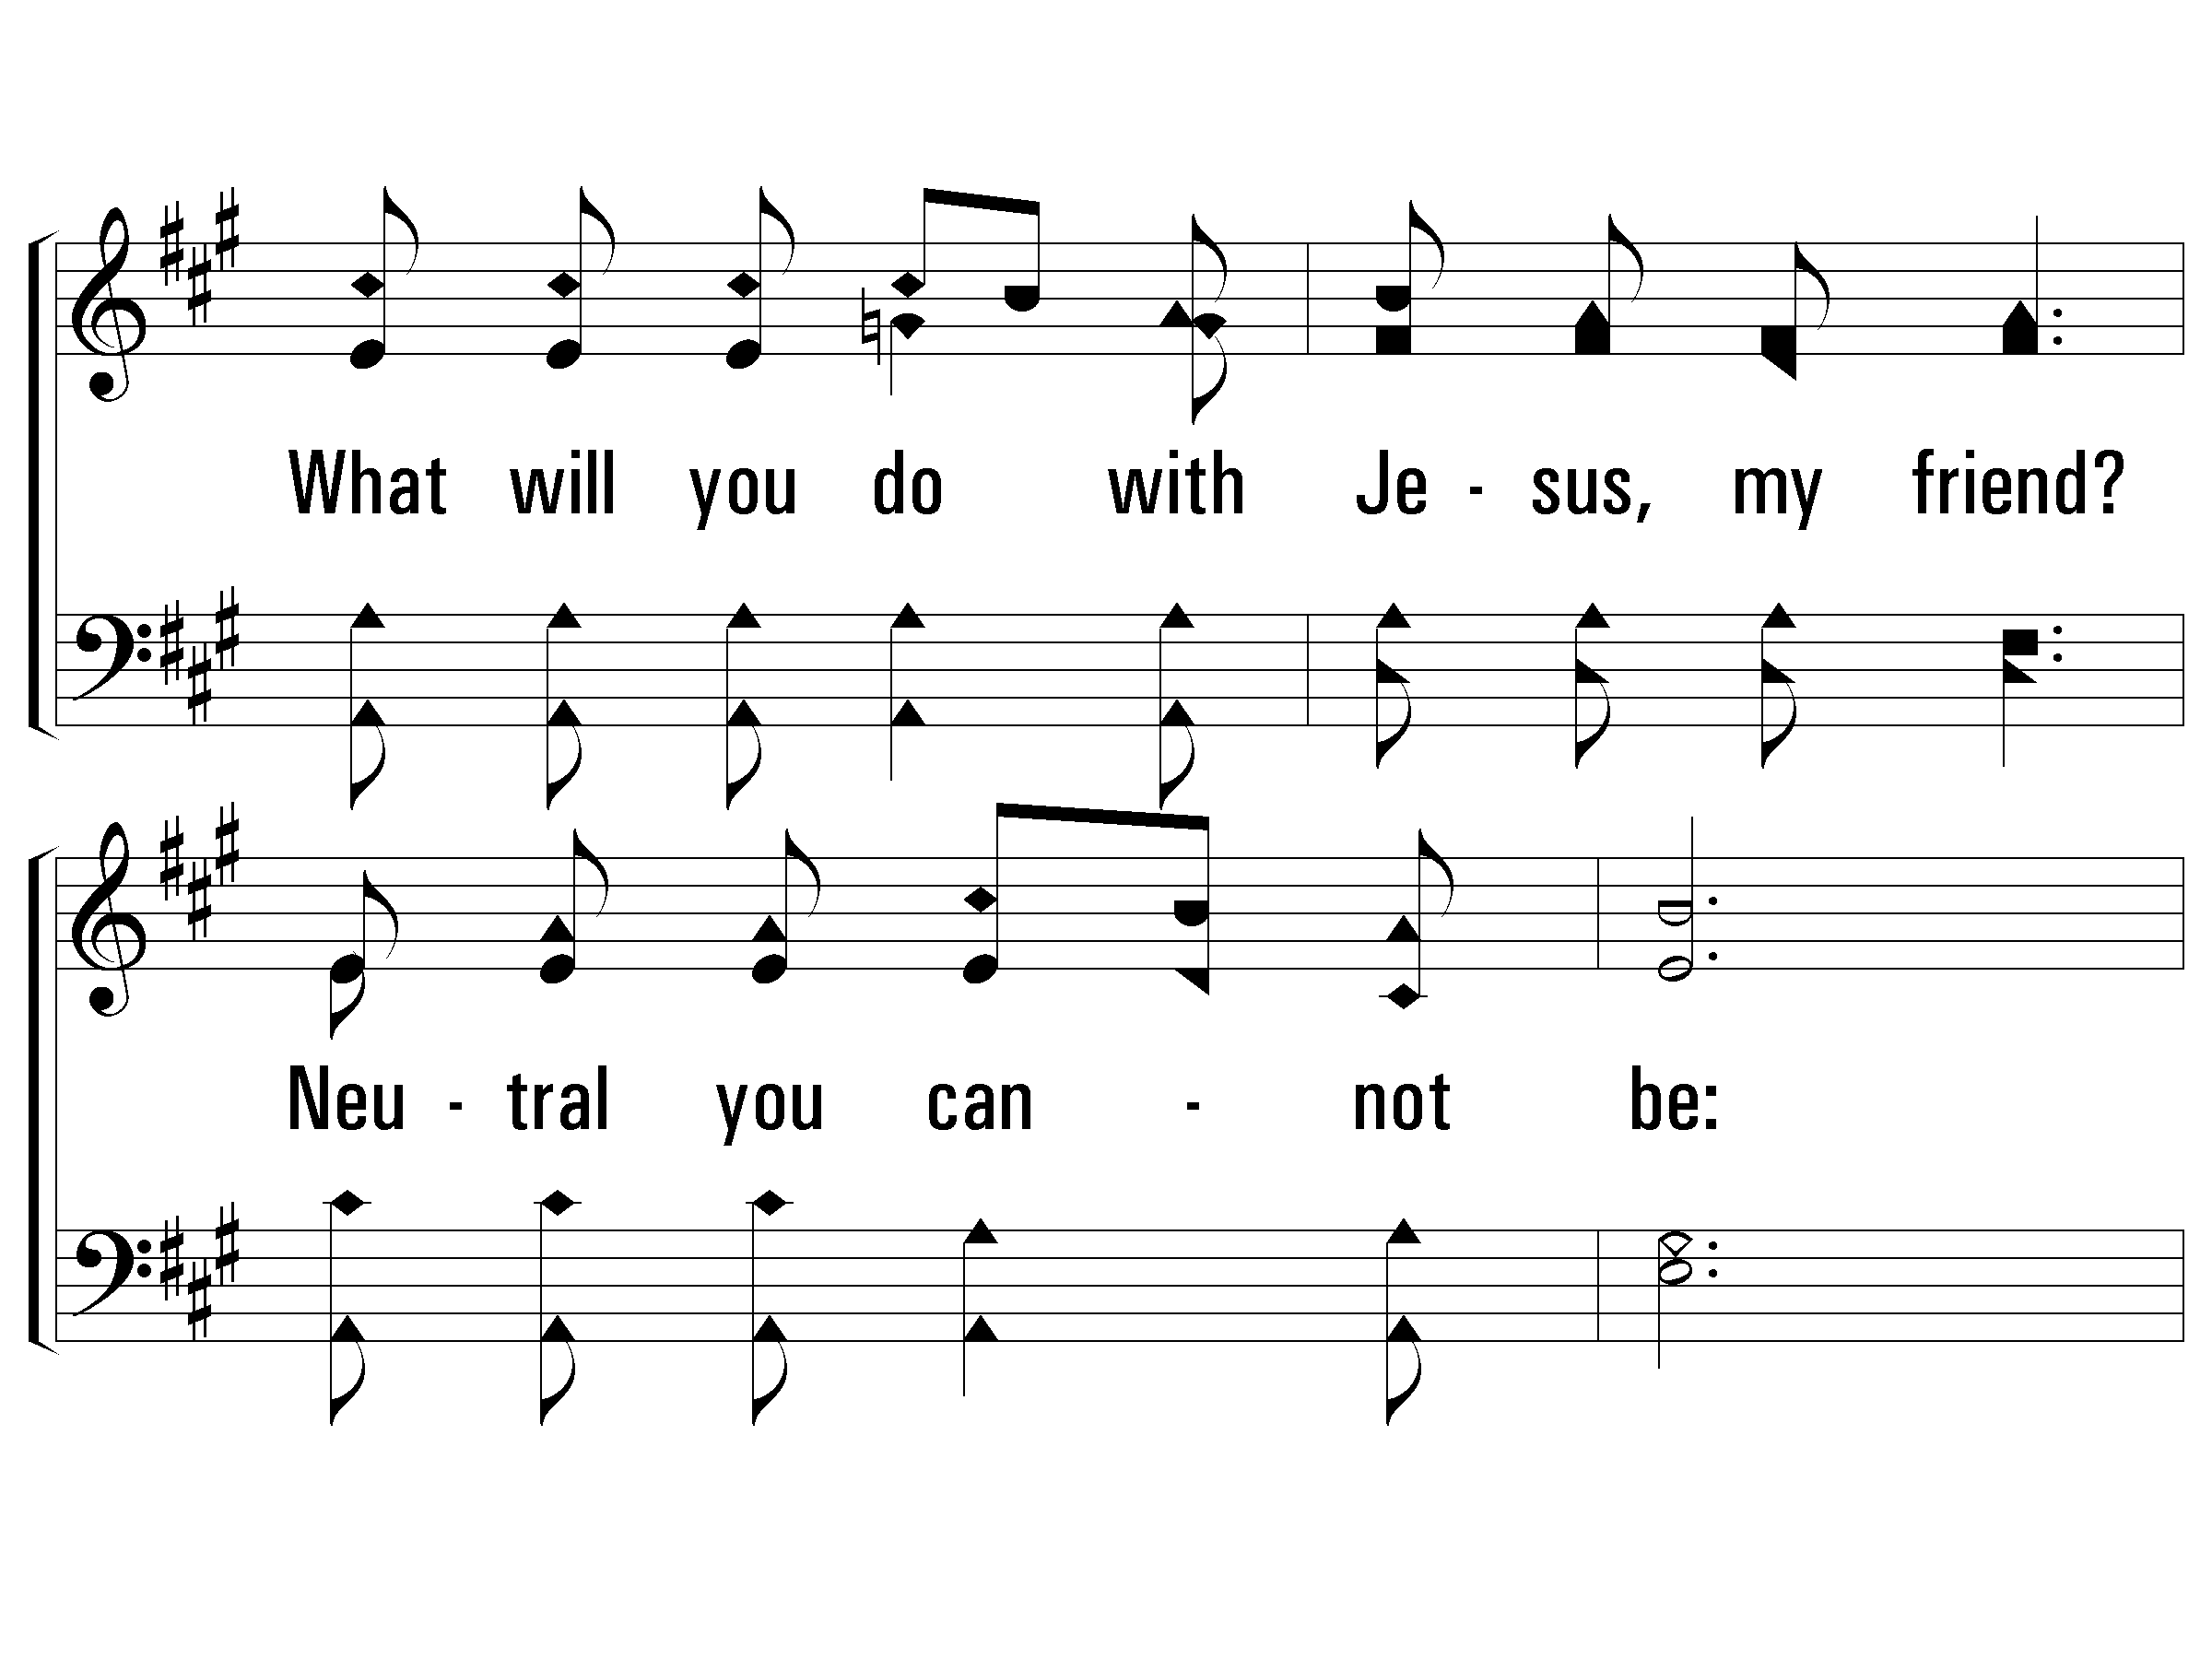 What will you do with Je - sus, my friend?
Neu - tral you can - not be: